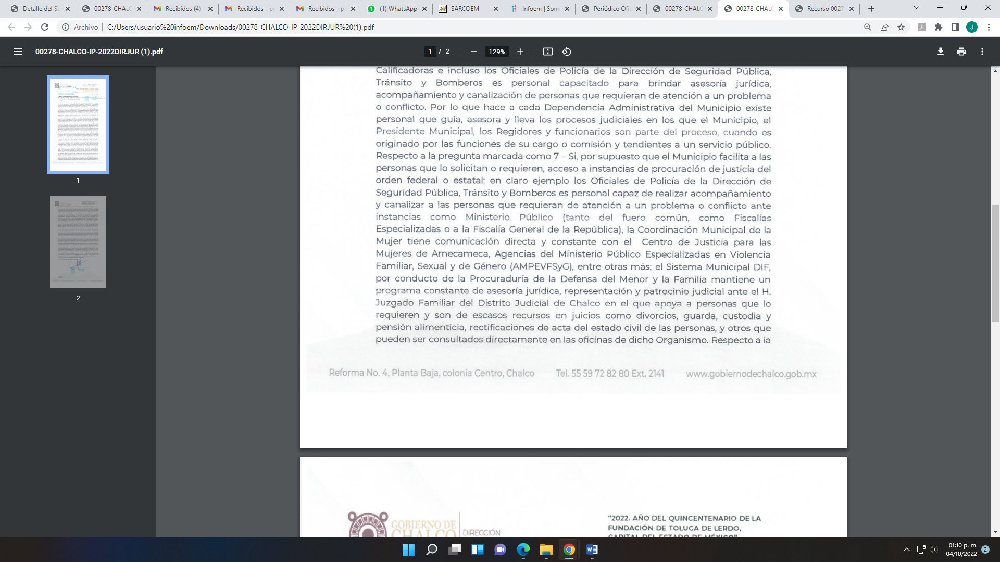 Detalle del Se
00278-CHALC
Recibidos (4)
Recibidos - po
Recibidos - po
(1) WhatsApp
SARCOEM
Infoem | Som
Periódico Ofic
00278-CHALC
00278-CHALC
Recurso 0027
Archivo
C:/Users/usuario%20infoem/Downloads/00278-CHALCO-IP-2022DIRJUR%20(1).pdf
J
00278-CHALCO-IP-2022DIRJUR (1).pdf
1 / 2
129%
1
2
Calificadoras e incluso los Oficiales de Policía de la Dirección de Seguridad Pública,
Tránsito y Bomberos es personal capacitado para brindar asesoría jurídica,
acompañamiento y canalización de personas que requieran de atención a un problema
o conflicto. Por lo que hace a cada Dependencia Administrativa del Municipio existe
personal que guía, asesora y lleva los procesos judiciales en los que el Municipio, el
Presidente Municipal, los Regidores y funcionarios son parte del proceso, cuando es
originado por las funciones de su cargo o comisión y tendientes a un servicio público.
Respecto a la pregunta marcada como 7 – Si, por supuesto que el Municipio facilita a las
personas que lo solicitan o requieren, acceso a instancias de procuración de justicia del
orden federal o estatal; en claro ejemplo los Oficiales de Policía de la Dirección de
Seguridad Pública, Tránsito y Bomberos es personal capaz de realizar acompañamiento
y canalizar a las personas que requieran de atención a un problema o conflicto ante
instancias como Ministerio Público (tanto del fuero común, como Fiscalías
Especializadas o a la Fiscalía General de la República), la Coordinación Municipal de la
Mujer tiene comunicación directa y constante con el Centro de Justicia para las
Mujeres de Amecameca, Agencias del Ministerio Público Especializadas en Violencia
Familiar, Sexual y de Género (AMPEVFSyG), entre otras más; el Sistema Municipal DIF,
por conducto de la Procuraduría de la Defensa del Menor y la Familia mantiene un
programa constante de asesoría jurídica, representación y patrocinio judicial ante el H.
Juzgado Familiar del Distrito Judicial de Chalco en el que apoya a personas que lo
requieren y son de escasos recursos en juicios como divorcios, guarda, custodia y
pensión alimenticia, rectificaciones de acta del estado civil de las personas, y otros que
pueden ser consultados directamente en las oficinas de dicho Organismo. Respecto a la
Reforma No. 4, Planta Baja, colonia Centro, Chalco Tel. 55 59 72 82 80 Ext. 2141 www.gobiernodechalco.gob.mx
GOBIERNO DE
CHALCO
DIRECCIÓN
"2022. AÑO DEL QUINCENTENARIO DE LA
FUNDACIÓN DE TOLUCA DE LERDO,
CAPITAL DEL ESTADO DE MÉXICO"
01:10 p. m.
04/10/2022
2